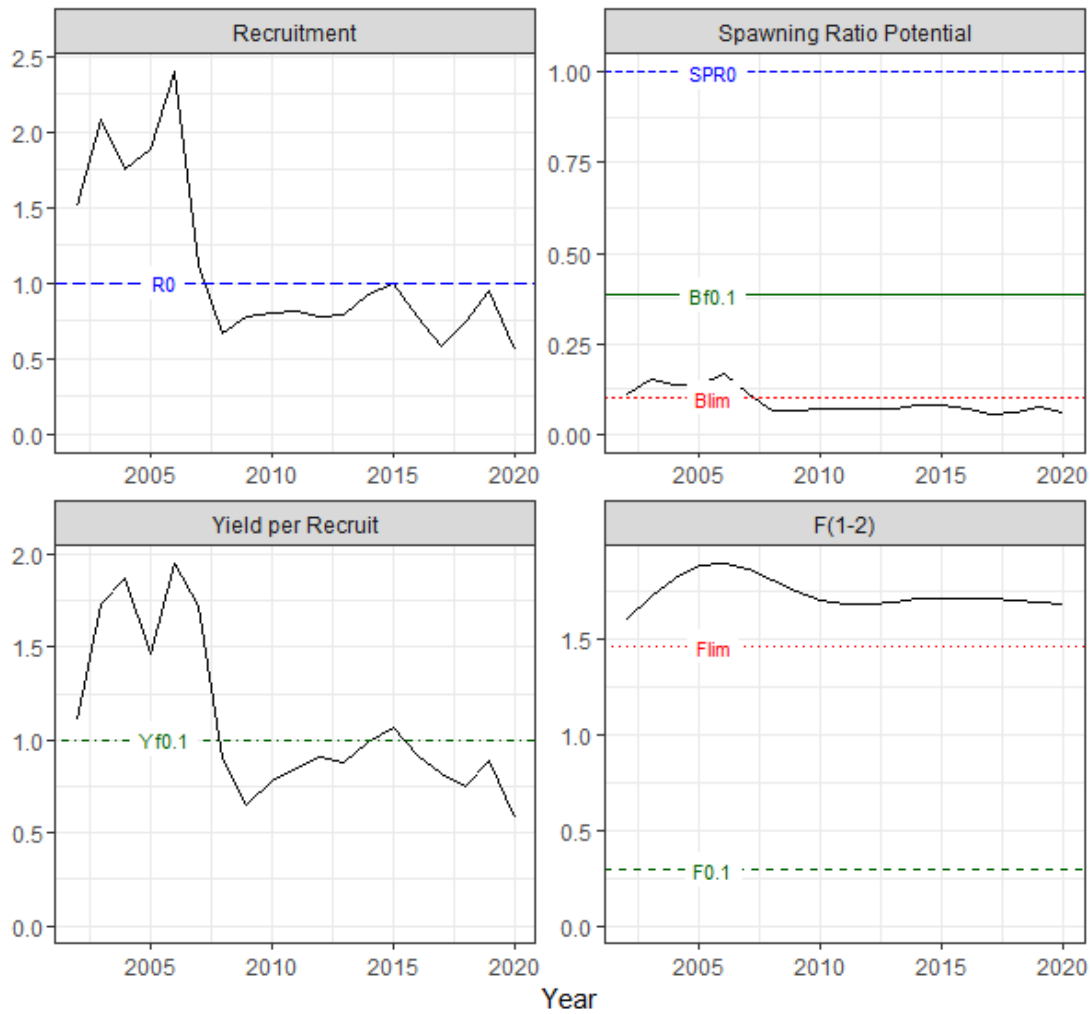 Recruitment
2.5
2.0
1.5
1.0
0.5
0.0
R0
2005 2010 2015 2020
Spawning Ratio Potential
1.00
0.75
0.50
0.25
0.00
SPR0
Bf0.1
Blim
2005 2010 2015 2020
Yield per Recruit
2.0
1.5
1.0
0.5
0.0
Yf0.1
2005 2010 2015 2020
F(1-2)
1.5
1.0
0.5
0.0
Flim
F0.1
2005 2010 2015 2020
Year